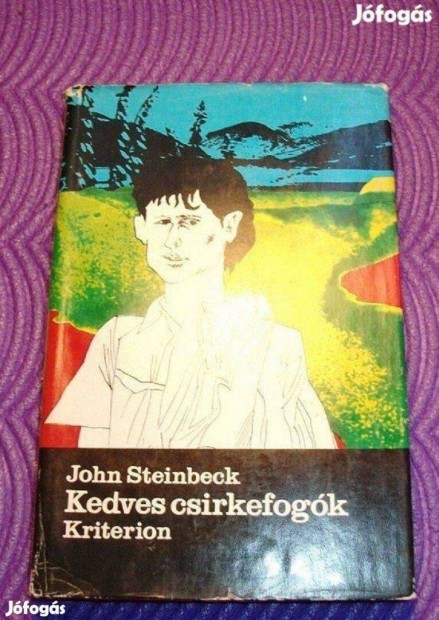 Jófogás
John Steinbeck
Kedves csirkefogók
Kriterion
Jófogás